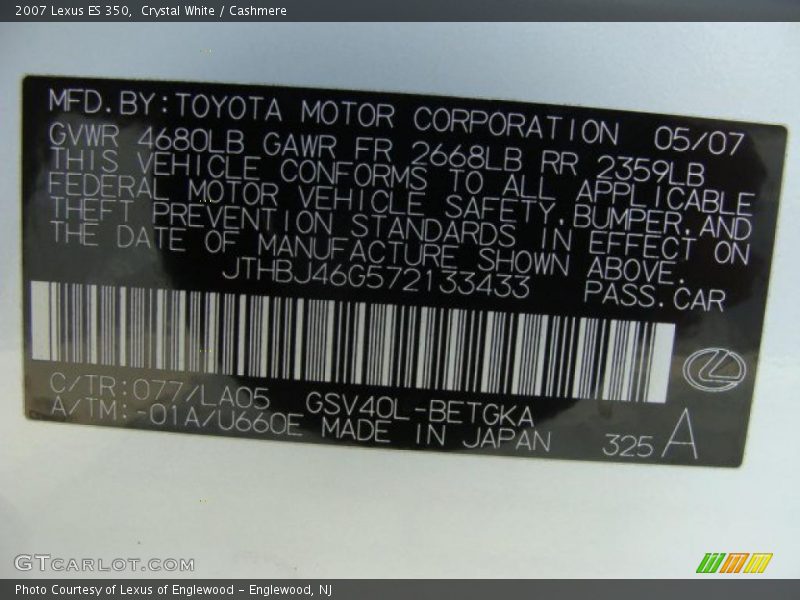 2007 Lexus ES 350,  Crystal White / Cashmere
MFD.BY:TOYOTA MOTOR CORPORATION 05/07
GVWR 4680LB GAWR FR 2668LB RR 2359LB
THIS VEHICLE CONFORMS TO ALL APPLICABLE
FEDERAL MOTOR VEHICLE SAFETY,BUMPER,AND
THEFT PREVENTION STANDARDS IN EFFECT ON
THE DATE OF MANUFACTURE SHOWN ABOVE.
JTHBJ46G572133433 PASS.CAR
C/TR:077/LA05 GSV40L-BETGKA
A/TM:-01A/U660E MADE IN JAPAN 325 A
GTCARLOT.COM
Photo Courtesy of Lexus of Englewood - Englewood, NJ